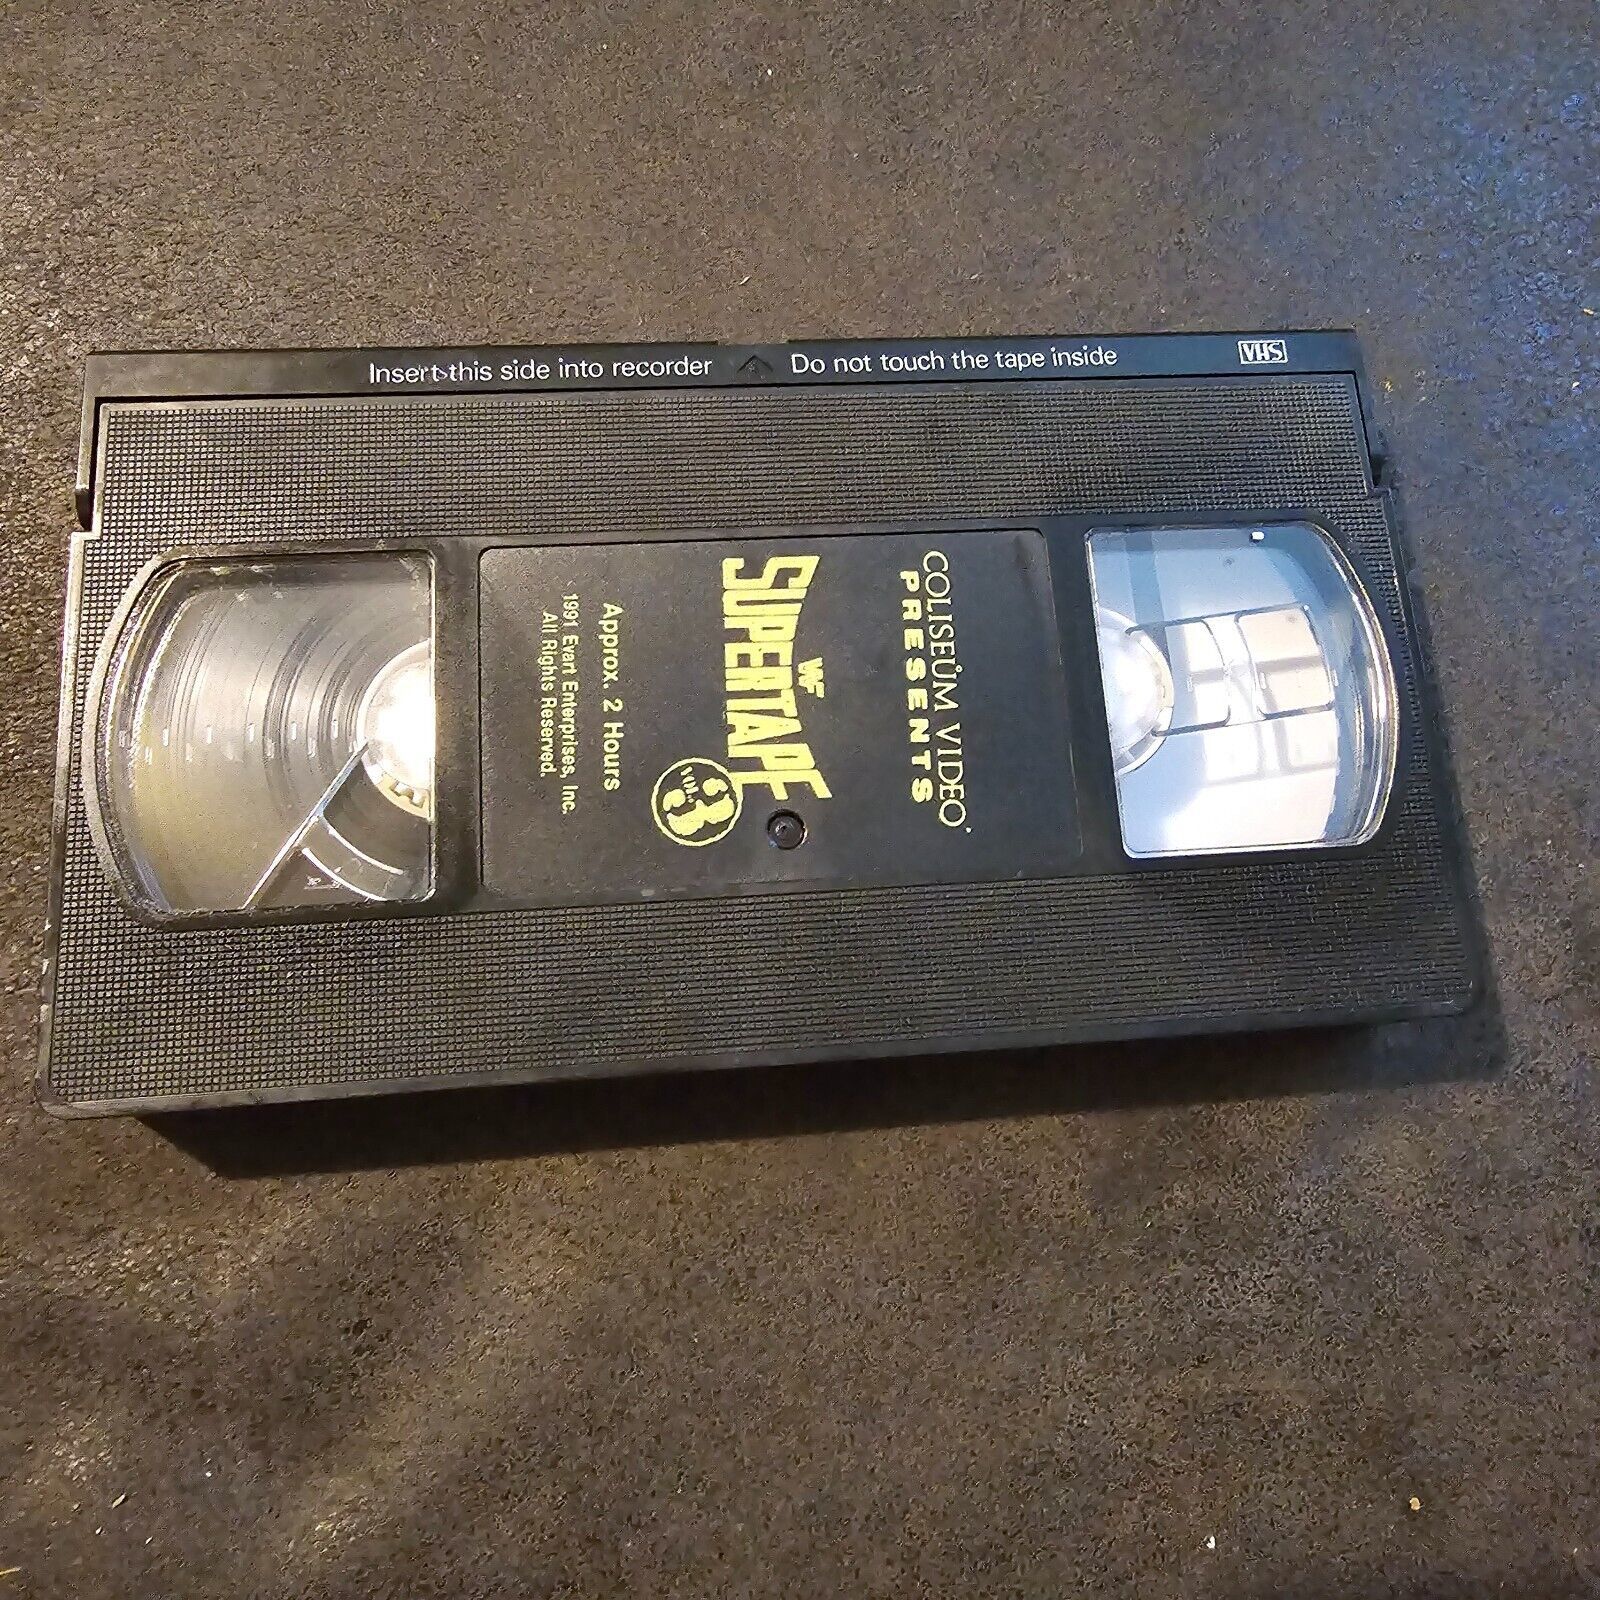 Insert this side into recorder Do not touch the tape inside VHS
COLISEUM VIDEO
PRESENTS
WF
SUPERTAPE
VOL. 3
Approx. 2 Hours
1991 Evart Enterprises, Inc.
All Rights Reserved.